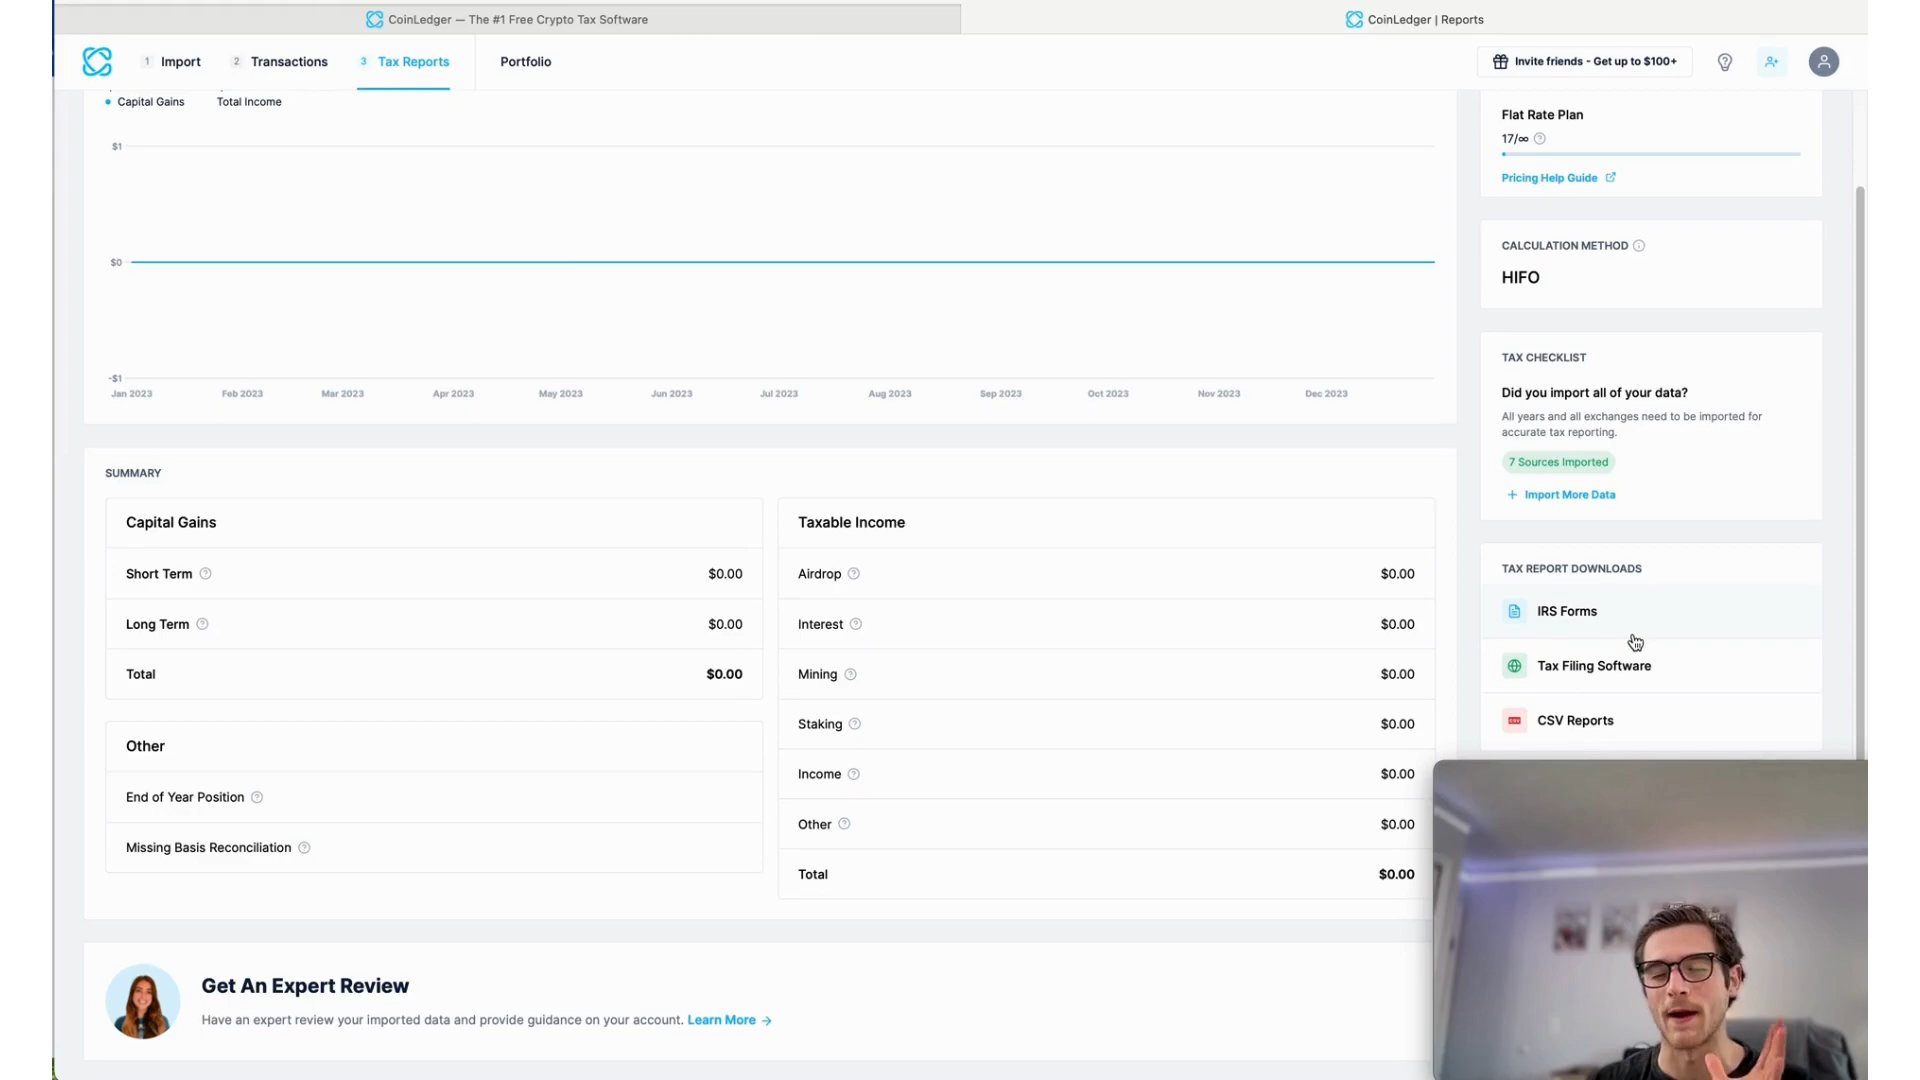 CoinLedger — The #1 Free Crypto Tax Software
CoinLedger | Reports
1 Import
2 Transactions
3 Tax Reports
Portfolio
Invite friends - Get up to $100+
Capital Gains
Total Income
$1
$0
-$1
Jan 2023
Feb 2023
Mar 2023
Apr 2023
May 2023
Jun 2023
Jul 2023
Aug 2023
Sep 2023
Oct 2023
Nov 2023
Dec 2023
SUMMARY
Capital Gains
Short Term $0.00
Long Term $0.00
Total $0.00
Other
End of Year Position
Missing Basis Reconciliation
Taxable Income
Airdrop $0.00
Interest $0.00
Mining $0.00
Staking $0.00
Income $0.00
Other $0.00
Total $0.00
Get An Expert Review
Have an expert review your imported data and provide guidance on your account. Learn More →
Flat Rate Plan
17/∞
Pricing Help Guide
CALCULATION METHOD
HIFO
TAX CHECKLIST
Did you import all of your data?
All years and all exchanges need to be imported for
accurate tax reporting.
7 Sources Imported
+ Import More Data
TAX REPORT DOWNLOADS
IRS Forms
Tax Filing Software
CSV Reports